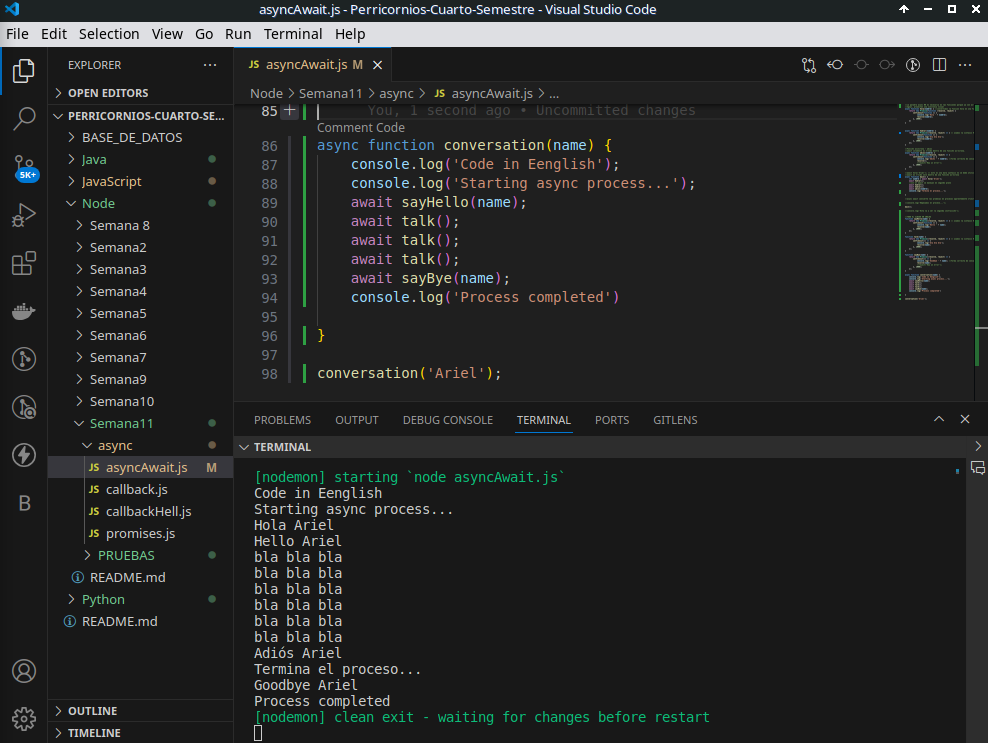 asyncAwait.js - Perricornios-Cuarto-Semestre - Visual Studio Code
File Edit Selection View Go Run Terminal Help
EXPLORER
OPEN EDITORS
PERRICORNIOS-CUARTO-SE...
BASE_DE_DATOS
Java
JavaScript
Node
Semana 8
Semana2
Semana3
Semana4
Semana5
Semana6
Semana7
Semana9
Semana10
Semana11
async
JS asyncAwait.js M
JS callback.js
JS callbackHell.js
JS promises.js
PRUEBAS
README.md
Python
README.md
OUTLINE
TIMELINE
5K+
B
JS asyncAwait.js M
Node > Semana11 > async > JS asyncAwait.js > ...
85 You, 1 second ago • Uncommitted changes
Comment Code
86 async function conversation(name) {
87 console.log('Code in Eenglish');
88 console.log('Starting async process...');
89 await sayHello(name);
90 await talk();
91 await talk();
92 await talk();
93 await sayBye(name);
94 console.log('Process completed')
95
96 }
97
98 conversation('Ariel');
PROBLEMS OUTPUT DEBUG CONSOLE TERMINAL PORTS GITLENS
TERMINAL
[nodemon] starting `node asyncAwait.js`
Code in Eenglish
Starting async process...
Hola Ariel
Hello Ariel
bla bla bla
bla bla bla
bla bla bla
bla bla bla
bla bla bla
bla bla bla
Adiós Ariel
Termina el proceso...
Goodbye Ariel
Process completed
[nodemon] clean exit - waiting for changes before restart